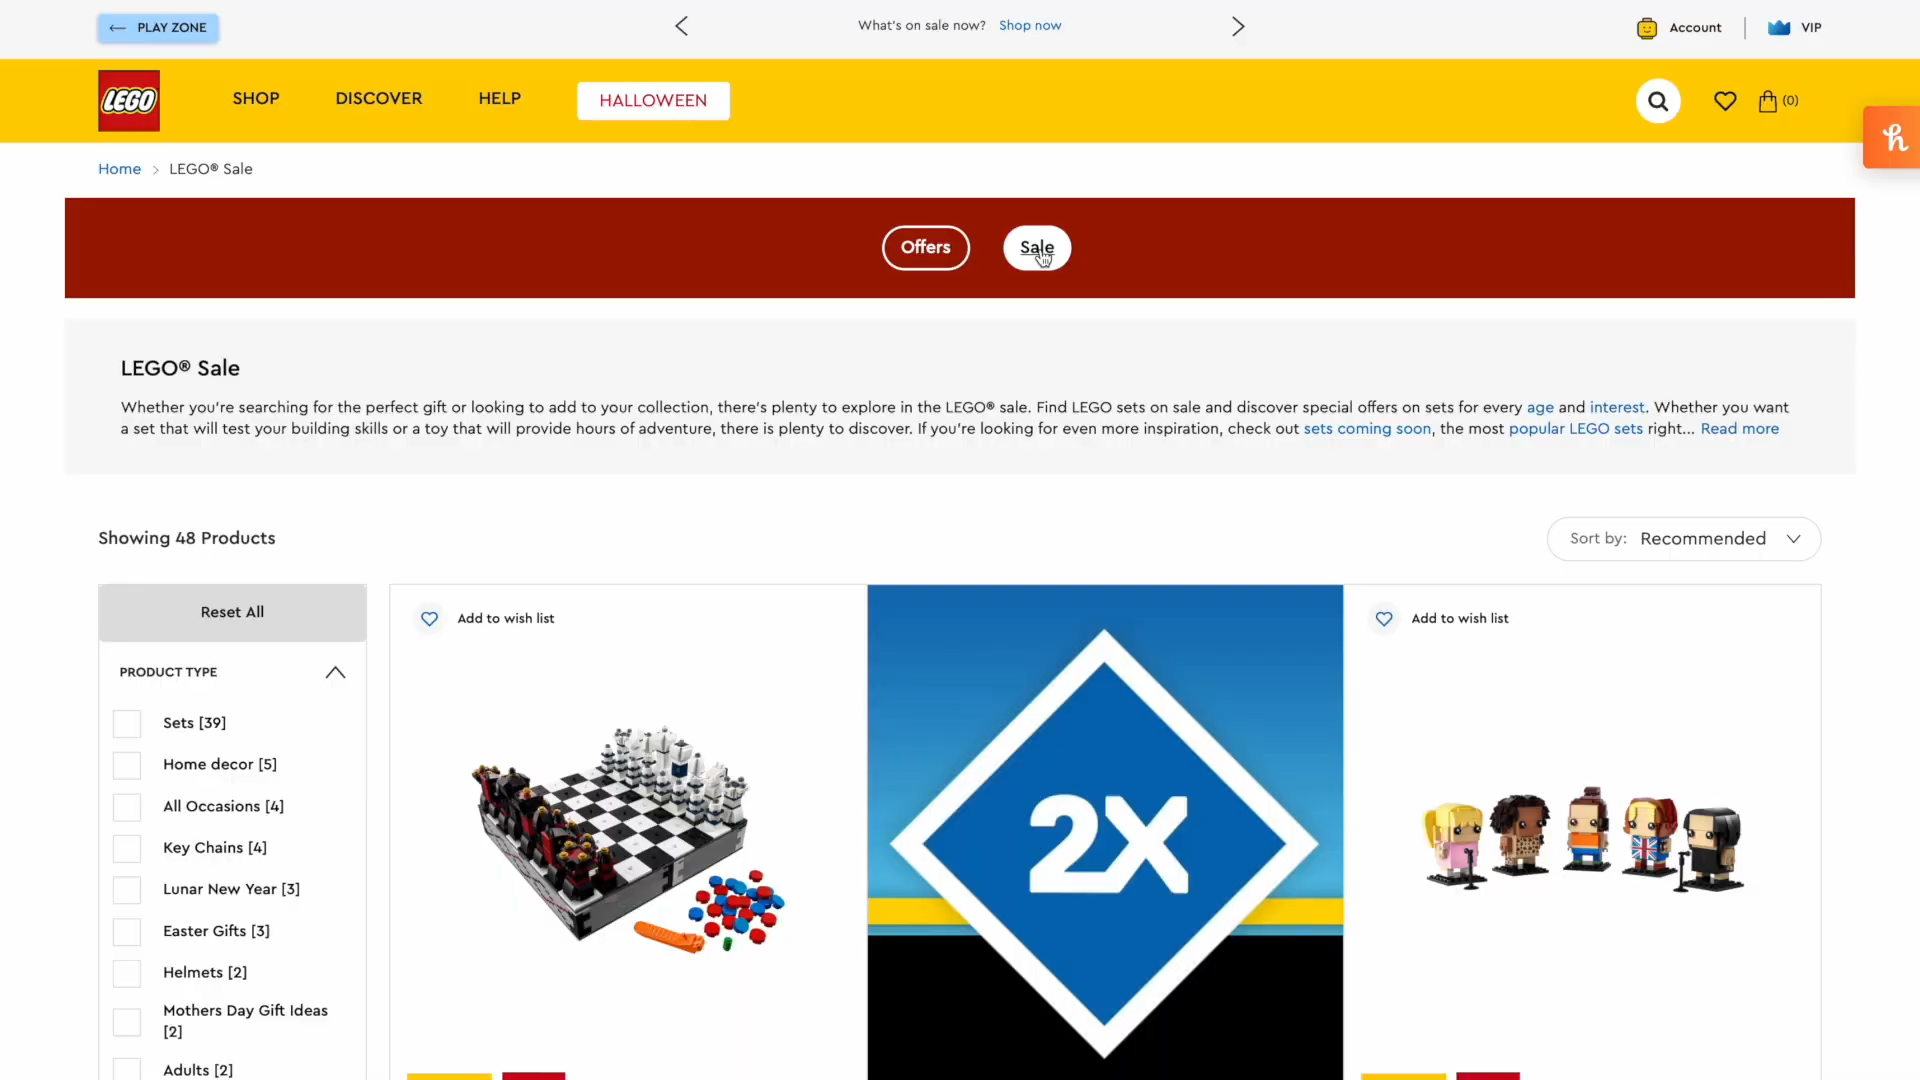 PLAY ZONE
What's on sale now? Shop now
Account
VIP
LEGO
SHOP
DISCOVER
HELP
HALLOWEEN
(0)
h
Home > LEGO® Sale
Offers
Sale
LEGO® Sale
Whether you're searching for the perfect gift or looking to add to your collection, there's plenty to explore in the LEGO® sale. Find LEGO sets on sale and discover special offers on sets for every age and interest. Whether you want
a set that will test your building skills or a toy that will provide hours of adventure, there is plenty to discover. If you're looking for even more inspiration, check out sets coming soon, the most popular LEGO sets right... Read more
Showing 48 Products
Sort by: Recommended
Reset All
PRODUCT TYPE
Sets [39]
Home decor [5]
All Occasions [4]
Key Chains [4]
Lunar New Year [3]
Easter Gifts [3]
Helmets [2]
Mothers Day Gift Ideas
[2]
Adults [2]
Add to wish list
2X
Add to wish list